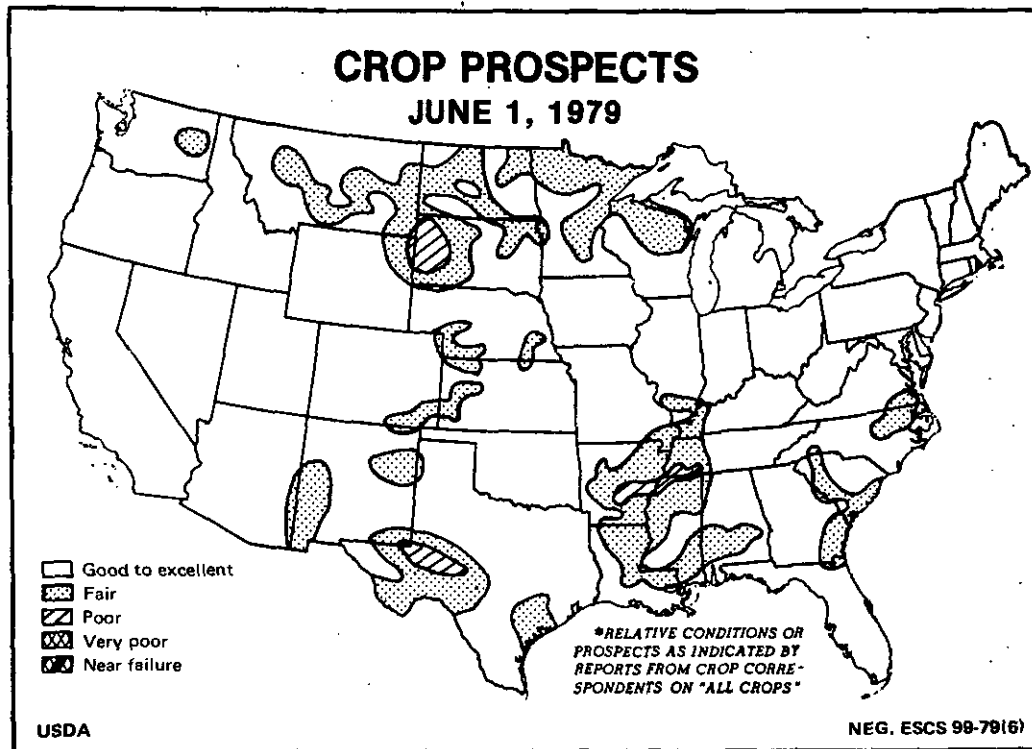 CROP PROSPECTS
JUNE 1, 1979
Good to excellent
Fair
Poor
Very poor
Near failure
*RELATIVE CONDITIONS OR
PROSPECTS AS INDICATED BY
REPORTS FROM CROP CORRE-
SPONDENTS ON "ALL CROPS"
USDA
NEG. ESCS 99-79(6)